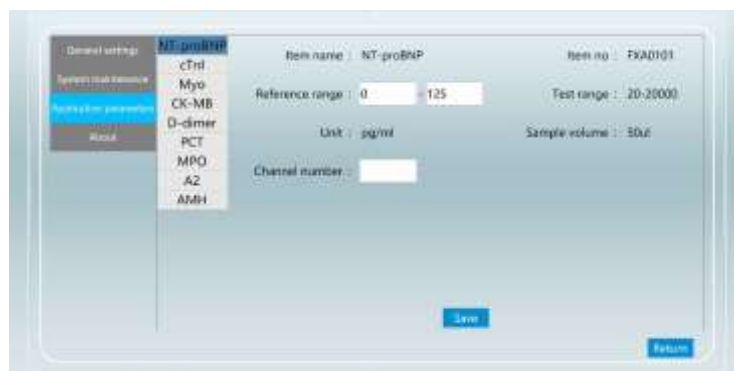 General settings
System maintenance
Application parameters
About
NT-proBNP
cTnI
Myo
CK-MB
D-dimer
PCT
MPO
A2
AMH
Item name : NT-proBNP
Item no : FXA0101
Reference range : 0 - 125
Test range : 20-20000
Unit : pg/ml
Sample volume : 50ul
Channel number :
Save
Return